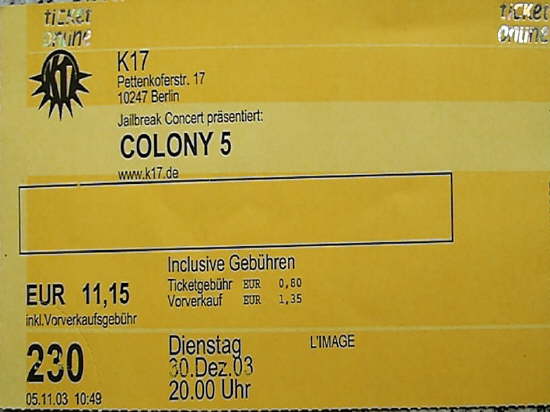 ticket
online
ticket
online
K17
K17
Pettenkoferstr. 17
10247 Berlin
Jailbreak Concert präsentiert:
COLONY 5
www.k17.de
Inclusive Gebühren
EUR 11,15
Ticketgebühr EUR 0,80
Vorverkauf EUR 1,35
inkl.Vorverkaufsgebühr
230
Dienstag
L'IMAGE
30.Dez.03
05.11.03 10:49
20.00 Uhr